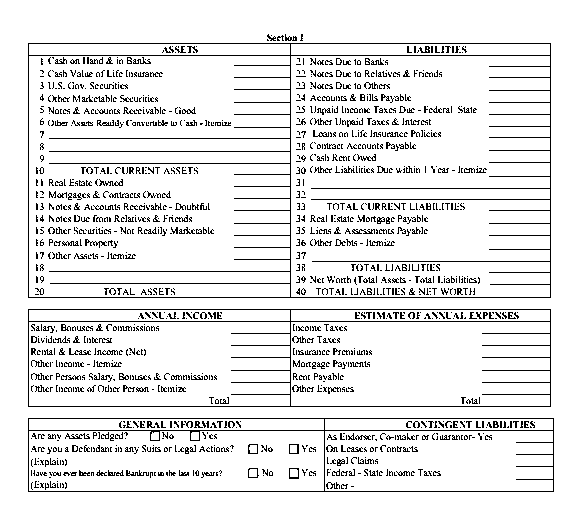 Section I
ASSETS
1 Cash on Hand & in Banks
2 Cash Value of Life Insurance
3 U.S. Gov. Securities
4 Other Marketable Securities
5 Notes & Accounts Receivable - Good
6 Other Assets Readily Convertable to Cash - Itemize
7
8
9
10 TOTAL CURRENT ASSETS
11 Real Estate Owned
12 Mortgages & Contracts Owned
13 Notes & Accounts Receivable - Doubtful
14 Notes Due from Relatives & Friends
15 Other Securities - Not Readily Marketable
16 Personal Property
17 Other Assets - Itemize
18
19
20 TOTAL ASSETS
LIABILITIES
21 Notes Due to Banks
22 Notes Due to Relatives & Friends
23 Notes Due to Others
24 Accounts & Bills Payable
25 Unpaid Income Taxes Due - Federal State
26 Other Unpaid Taxes & Interest
27 Loans on Life Insurance Policies
28 Contract Accounts Payable
29 Cash Rent Owed
30 Other Liabilities Due within 1 Year - Itemize
31
32
33 TOTAL CURRENT LIABILITIES
34 Real Estate Mortgage Payable
35 Liens & Assessments Payable
36 Other Debts - Itemize
37
38 TOTAL LIABILITIES
39 Net Worth (Total Assets - Total Liabilities)
40 TOTAL LIABILITIES & NET WORTH
ANNUAL INCOME
Salary, Bonuses & Commissions
Dividends & Interest
Rental & Lease Income (Net)
Other Income - Itemize
Other Persons Salary, Bonuses & Commissions
Other Income of Other Person - Itemize
Total
ESTIMATE OF ANNUAL EXPENSES
Income Taxes
Other Taxes
Insurance Premiums
Mortgage Payments
Rent Payable
Other Expenses
Total
GENERAL INFORMATION
Are any Assets Pledged? No Yes
Are you a Defendant in any Suits or Legal Actions? No Yes
(Explain)
Have you ever been declared Bankrupt in the last 10 years? No Yes
(Explain)
CONTINGENT LIABILITIES
As Endorser, Co-maker or Guarantor- Yes
On Leases or Contracts
Legal Claims
Federal - State Income Taxes
Other -